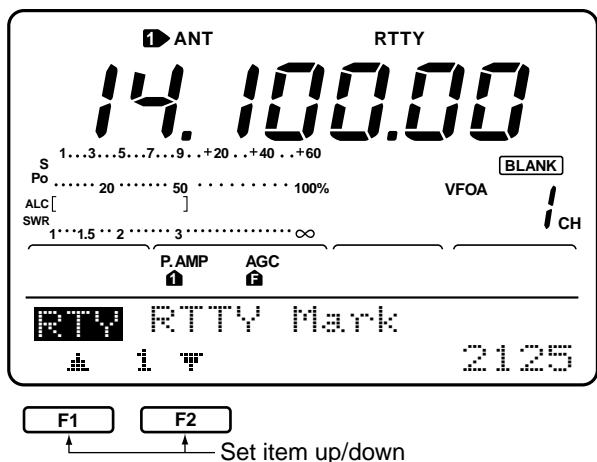 1 ANT RTTY
14.100.00
S 1...3...5...7...9..+20..+40..+60
BLANK
Po ...... 20 ....... 50 .......... 100%
VFOA 1 CH
ALC [ ]
SWR 1...1.5..2 ...... 3 ............... ∞
P.AMP AGC
1 F
RTY RTTY Mark
▲ 1 ▼ 2125
F1 F2
Set item up/down